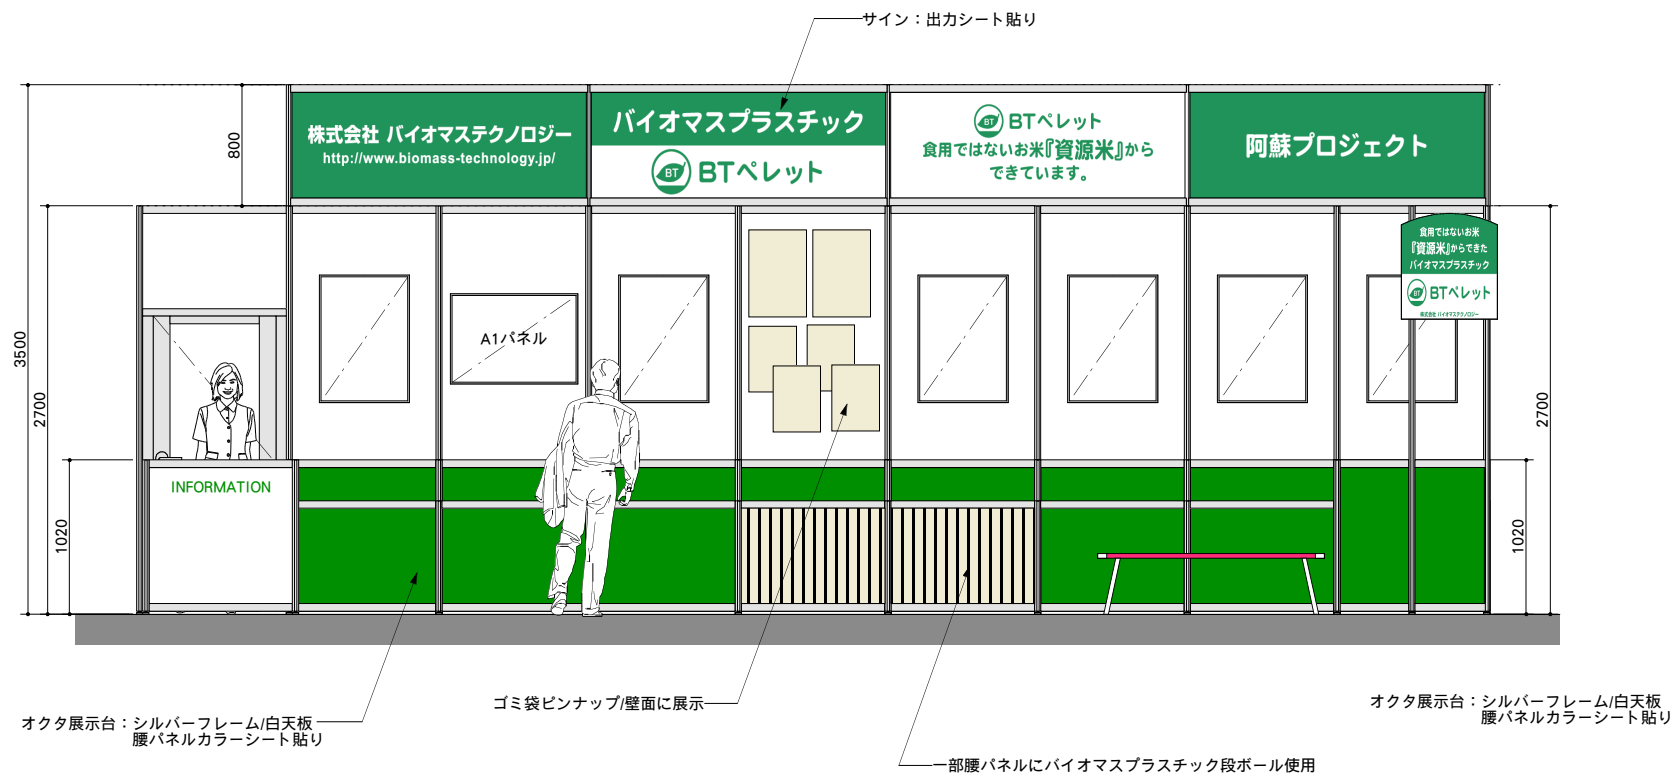 サイン：出力シート貼り
株式会社 バイオマステクノロジー
http://www.biomass-technology.jp/
バイオマスプラスチック
BT
BTペレット
BT
BTペレット
食用ではないお米『資源米』から
できています。
阿蘇プロジェクト
800
3500
2700
1020
食用ではないお米
『資源米』からできた
バイオマスプラスチック
BT
BTペレット
株式会社 バイオマステクノロジー
A1パネル
INFORMATION
2700
1020
ゴミ袋ピンナップ/壁面に展示
オクタ展示台：シルバーフレーム/白天板
腰パネルカラーシート貼り
一部腰パネルにバイオマスプラスチック段ボール使用
オクタ展示台：シルバーフレーム/白天板
腰パネルカラーシート貼り